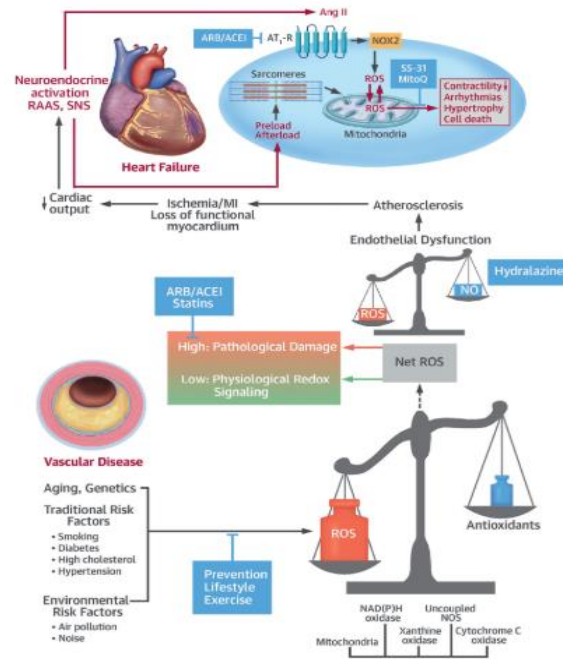 Ang II
ARB/ACEI
AT₁-R
NOX2
Neuroendocrine
activation
RAAS, SNS
Sarcomeres
ROS
ROS
SS-31
MitoQ
Contractility
Arrhythmias
Hypertrophy
Cell death
Preload
Afterload
Mitochondria
Heart Failure
Cardiac
output
Ischemia/MI
Loss of functional
myocardium
Atherosclerosis
Endothelial Dysfunction
ROS
NO
Hydralazine
ARB/ACEI
Statins
High: Pathological Damage
Low: Physiological Redox
Signaling
Net ROS
Vascular Disease
Aging, Genetics
Traditional Risk
Factors
• Smoking
• Diabetes
• High cholesterol
• Hypertension
Environmental
Risk Factors
• Air pollution
• Noise
Prevention
Lifestyle
Exercise
ROS
Antioxidants
NAD(P)H
oxidase
Uncoupled
NOS
Mitochondria
Xanthine
oxidase
Cytochrome C
oxidase